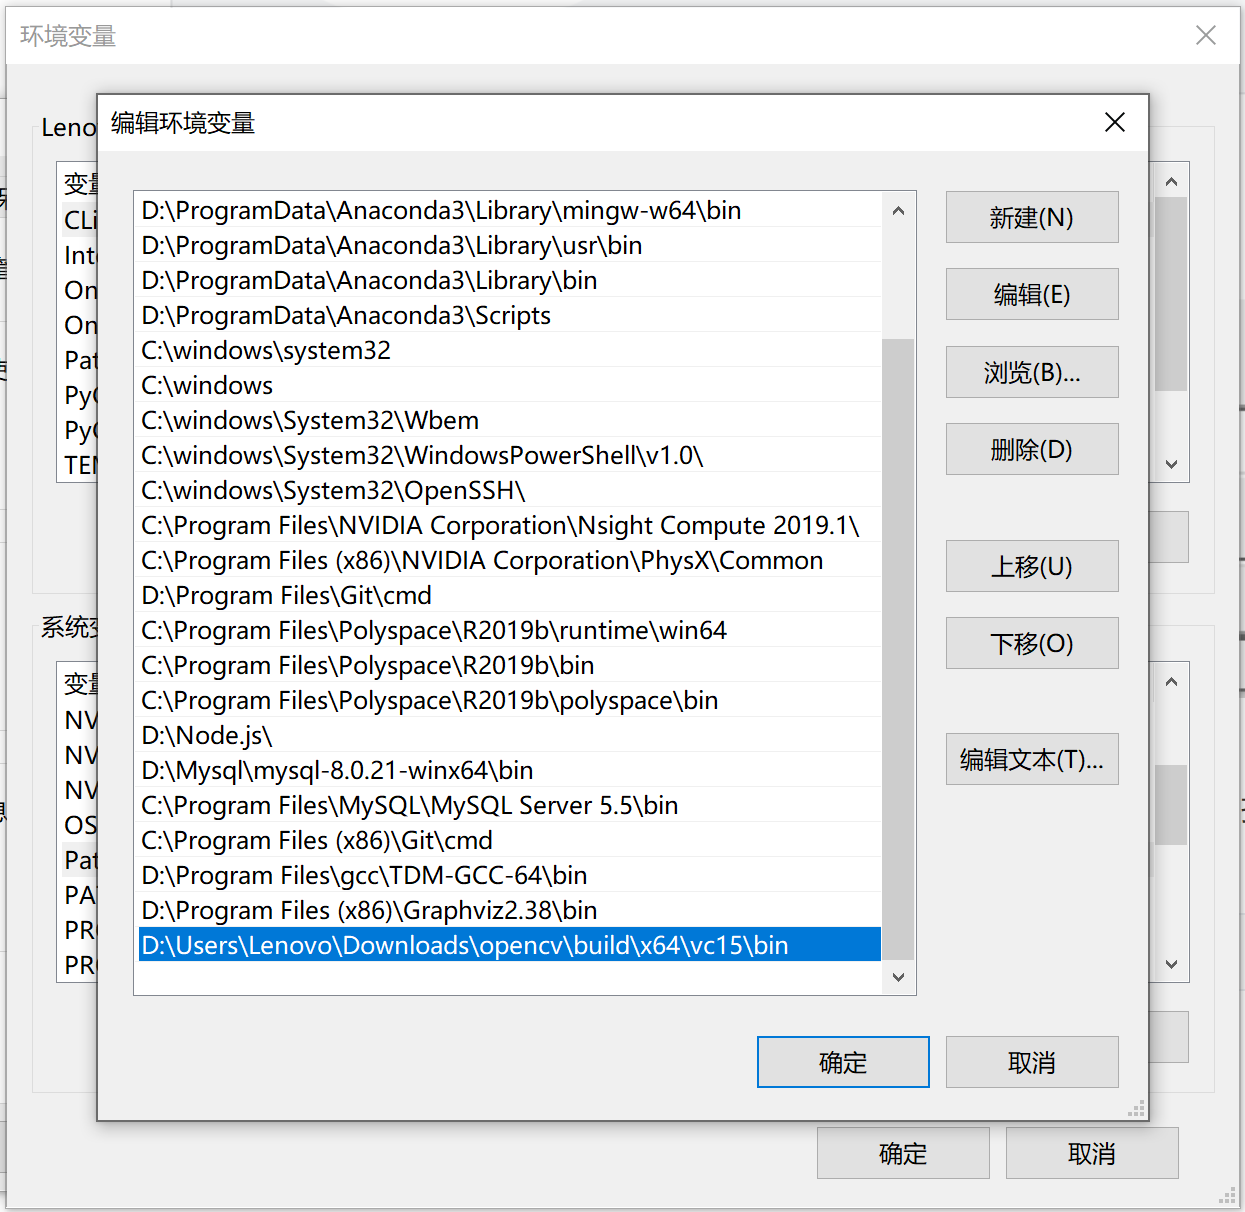 环境变量
编辑环境变量
Leno
变量
CLi
Int
On
On
Pat
PyC
PyC
TEM
D:\ProgramData\Anaconda3\Library\mingw-w64\bin
D:\ProgramData\Anaconda3\Library\usr\bin
D:\ProgramData\Anaconda3\Library\bin
D:\ProgramData\Anaconda3\Scripts
C:\windows\system32
C:\windows
C:\windows\System32\Wbem
C:\windows\System32\WindowsPowerShell\v1.0\
C:\windows\System32\OpenSSH\
C:\Program Files\NVIDIA Corporation\Nsight Compute 2019.1\
C:\Program Files (x86)\NVIDIA Corporation\PhysX\Common
D:\Program Files\Git\cmd
C:\Program Files\Polyspace\R2019b\runtime\win64
C:\Program Files\Polyspace\R2019b\bin
C:\Program Files\Polyspace\R2019b\polyspace\bin
D:\Node.js\
D:\Mysql\mysql-8.0.21-winx64\bin
C:\Program Files\MySQL\MySQL Server 5.5\bin
C:\Program Files (x86)\Git\cmd
D:\Program Files\gcc\TDM-GCC-64\bin
D:\Program Files (x86)\Graphviz2.38\bin
D:\Users\Lenovo\Downloads\opencv\build\x64\vc15\bin
新建(N)
编辑(E)
浏览(B)...
删除(D)
上移(U)
下移(O)
编辑文本(T)...
系统变
变量
NV
NV
NV
OS
Pat
PA
PR
PR
确定
取消
确定
取消